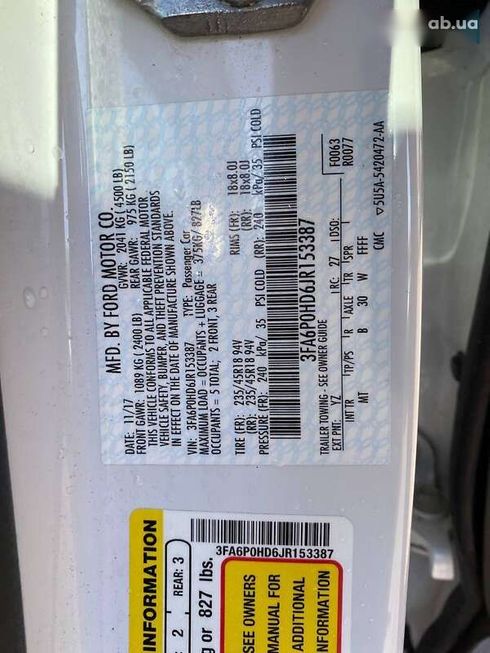 ab.ua
MFD. BY FORD MOTOR CO.
DATE: 11/17
GVWR: 2041 KG (4500 LB)
FRONT GAWR: 1089 KG (2400 LB)
REAR GAWR: 975 KG (2150 LB)
THIS VEHICLE CONFORMS TO ALL APPLICABLE FEDERAL MOTOR
VEHICLE SAFETY, BUMPER, AND THEFT PREVENTION STANDARDS
IN EFFECT ON THE DATE OF MANUFACTURE SHOWN ABOVE.
VIN: 3FA6P0HD6JR153387 TYPE: Passenger Car
MAXIMUM LOAD = OCCUPANTS + LUGGAGE = 375KG/ 827LB
OCCUPANTS = 5 TOTAL; 2 FRONT, 3 REAR
TIRE (FR): 235/45R18 94V RIMS (FR): 18x8.0J
(RR): 235/45R18 94V (RR): 18x8.0J
PRESSURE (FR): 240 kPa/ 35 PSI COLD (RR): 240 kPa/ 35 PSI COLD
3FA6P0HD6JR153387
TRAILER TOWING - SEE OWNER GUIDE
F0063
R0077
EXT PNT: YZ RC: 27 DSO:
INT TR TP/PS R AXLE TR SPR
MT B 30 W FFFF
CMC ▽5U5A-5420472-AA
3FA6P0HD6JR153387
INFORMATION
2 REAR: 3
g or 827 lbs.
SEE OWNERS
MANUAL FOR
ADDITIONAL
INFORMATION